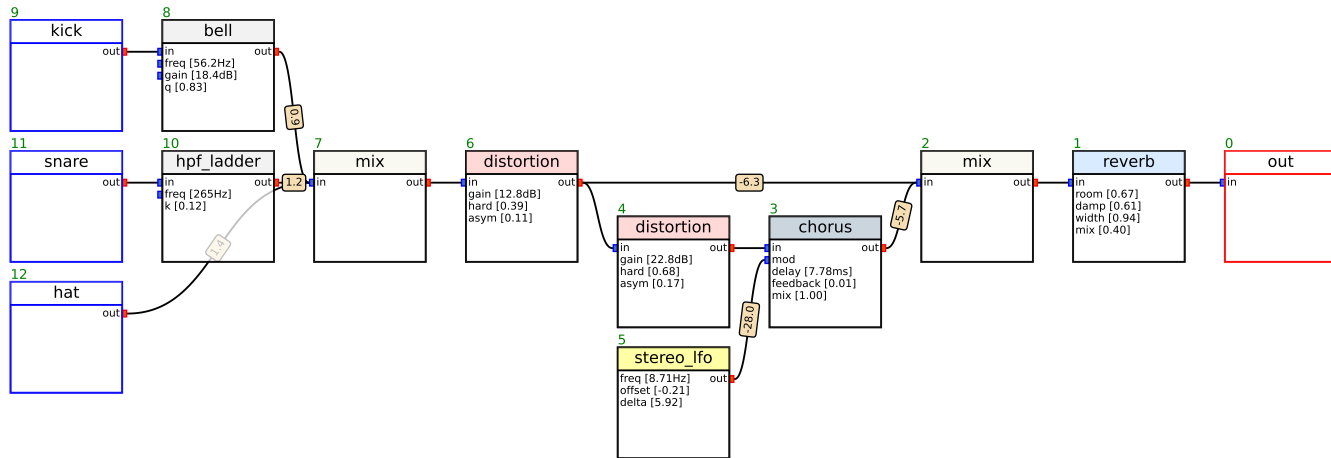 9
kick
out
8
bell
in
out
freq [56.2Hz]
gain [18.4dB]
q [0.83]
0.9
11
snare
out
10
hpf_ladder
in
out
freq [265Hz]
k [0.12]
1.2
1.4
12
hat
out
7
mix
in
out
6
distortion
in
out
gain [12.8dB]
hard [0.39]
asym [0.11]
-6.3
4
distortion
in
out
gain [22.8dB]
hard [0.68]
asym [0.17]
3
chorus
in
out
mod
delay [7.78ms]
feedback [0.01]
mix [1.00]
-5.7
-28.0
5
stereo_lfo
freq [8.71Hz]
out
offset [-0.21]
delta [5.92]
2
mix
in
out
1
reverb
in
out
room [0.67]
damp [0.61]
width [0.94]
mix [0.40]
0
out
in